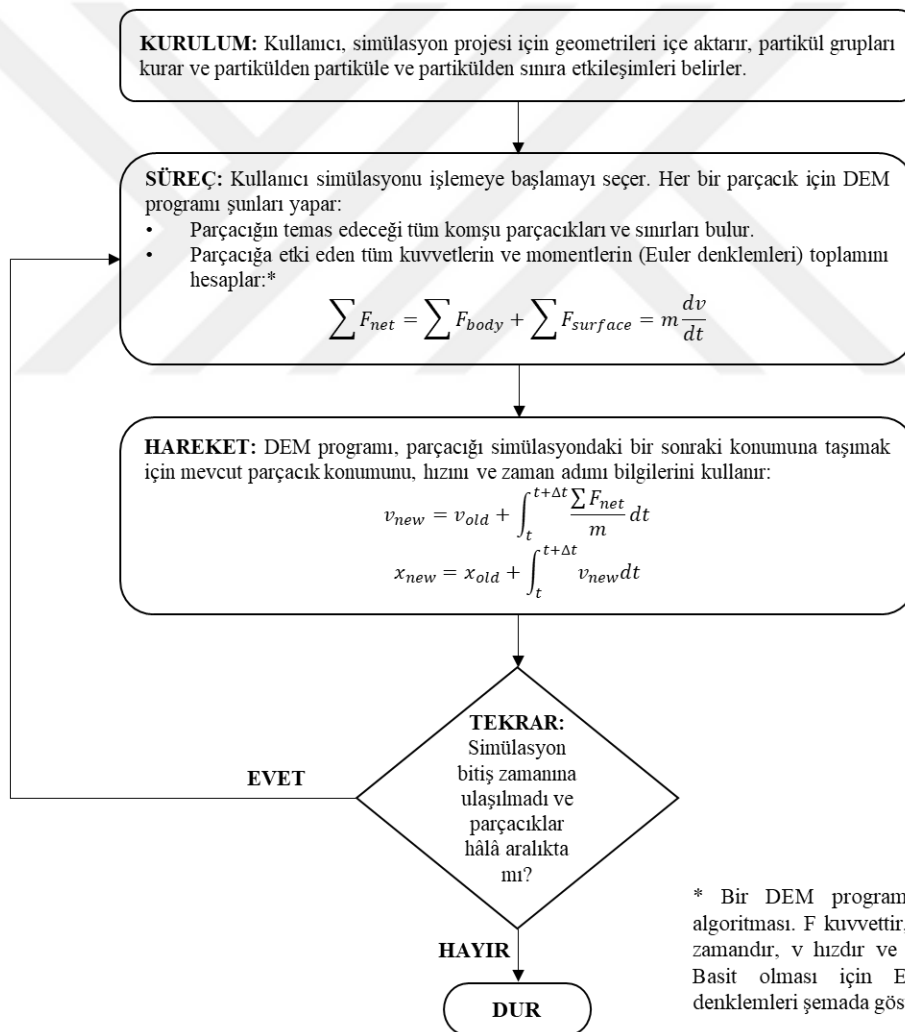 KURULUM: Kullanıcı, simülasyon projesi için geometrileri içe aktarır, partikül grupları
kurar ve partikülden partiküle ve partikülden sınıra etkileşimleri belirler.
SÜREÇ: Kullanıcı simülasyonu işlemeye başlamayı seçer. Her bir parçacık için DEM
programı şunları yapar:
• Parçacığın temas edeceği tüm komşu parçacıkları ve sınırları bulur.
• Parçacığa etki eden tüm kuvvetlerin ve momentlerin (Euler denklemleri) toplamını
hesaplar:*
∑ F_net = ∑ F_body + ∑ F_surface = m dv/dt
HAREKET: DEM programı, parçacığı simülasyondaki bir sonraki konumuna taşımak
için mevcut parçacık konumunu, hızını ve zaman adımı bilgilerini kullanır:
v_new = v_old + ∫_t^{t+Δt} (∑ F_net / m) dt
x_new = x_old + ∫_t^{t+Δt} v_new dt
TEKRAR:
Simülasyon
bitiş zamanına
ulaşılmadı ve
parçacıklar
hâlâ aralıkta
mı?
EVET
HAYIR
DUR
* Bir DEM program
algoritması. F kuvvettir,
zamandır, v hızdır ve
Basit olması için E
denklemleri şemada gös